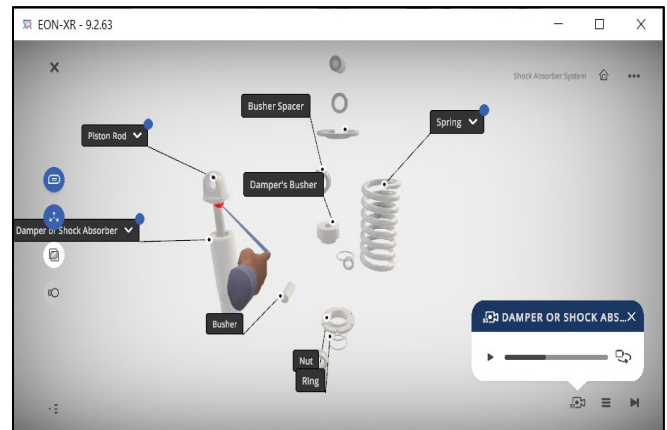 EON-XR - 9.2.63
Shock Absorber System
Busher Spacer
Spring
Piston Rod
Damper's Busher
Damper or Shock Absorber
Busher
Nut
Ring
DAMPER OR SHOCK ABS...X